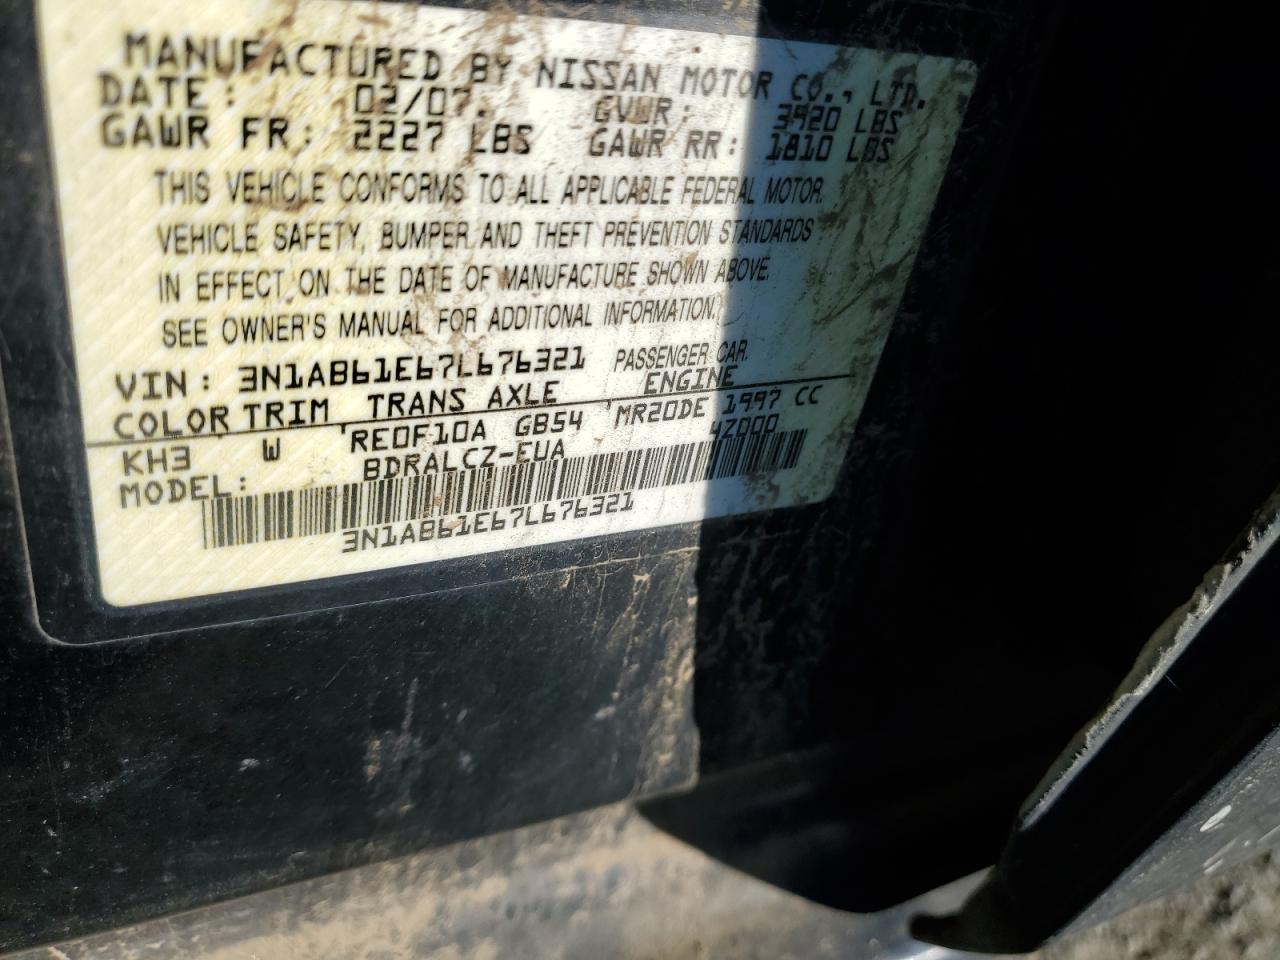 MANUFACTURED BY NISSAN MOTOR CO., LTD.
DATE: 02/07. GVWR: 3920 LBS
GAWR FR: 2227 LBS GAWR RR: 1810 LBS
THIS VEHICLE CONFORMS TO ALL APPLICABLE FEDERAL MOTOR
VEHICLE SAFETY, BUMPER AND THEFT PREVENTION STANDARDS
IN EFFECT ON THE DATE OF MANUFACTURE SHOWN ABOVE.
SEE OWNER'S MANUAL FOR ADDITIONAL INFORMATION.
VIN: 3N1AB61E67L676321 PASSENGER CAR
COLOR TRIM TRANS AXLE ENGINE
KH3 W RE0F10A GB54 MR20DE 1997 CC
MODEL: BDRALCZ-EUA 4Z000
3N1AB61E67L676321